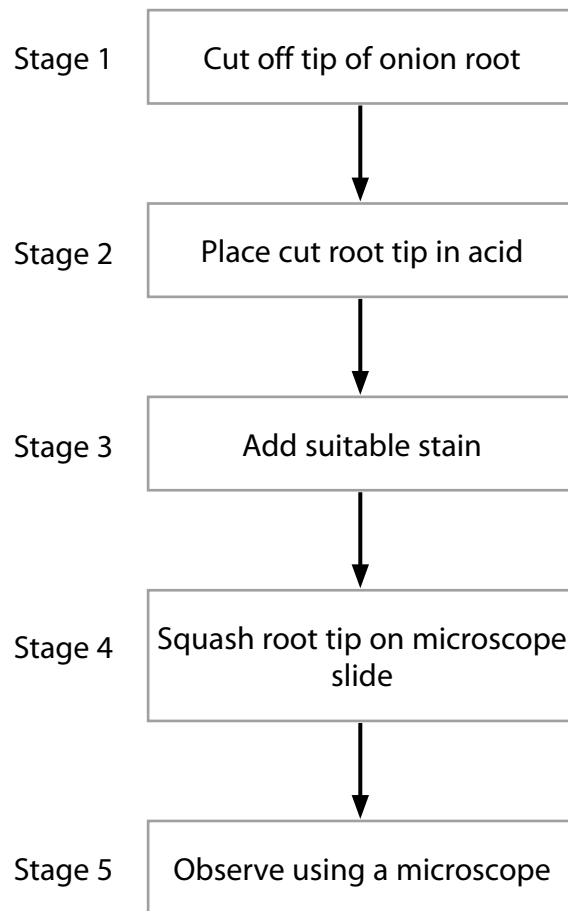 Stage 1
Cut off tip of onion root
Stage 2
Place cut root tip in acid
Stage 3
Add suitable stain
Stage 4
Squash root tip on microscope
slide
Stage 5
Observe using a microscope